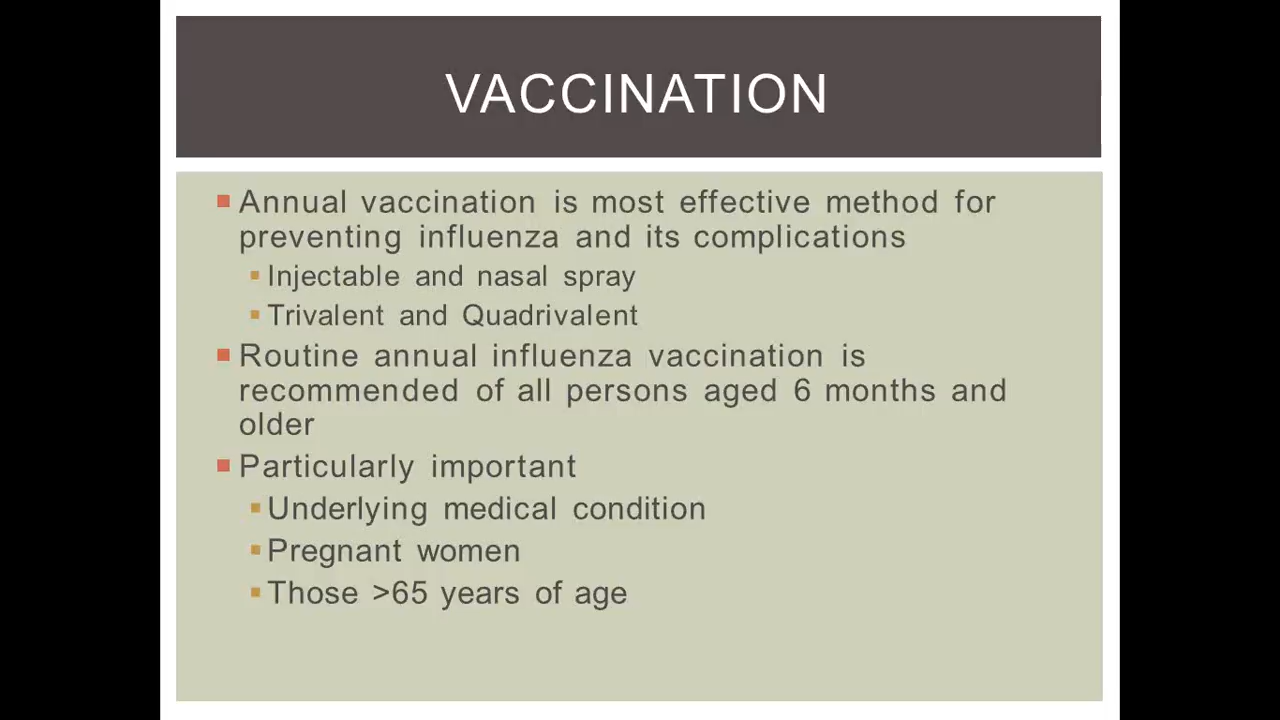 VACCINATION
Annual vaccination is most effective method for
preventing influenza and its complications
Injectable and nasal spray
Trivalent and Quadrivalent
Routine annual influenza vaccination is
recommended of all persons aged 6 months and
older
Particularly important
Underlying medical condition
Pregnant women
Those >65 years of age